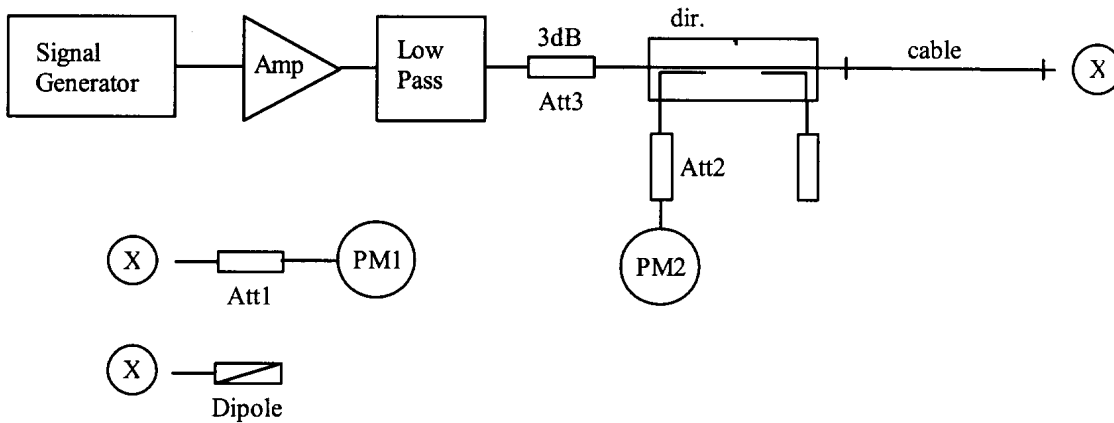 Signal
Generator
Amp
Low
Pass
3dB
Att3
dir.
cable
X
Att2
PM2
X
Att1
PM1
X
Dipole